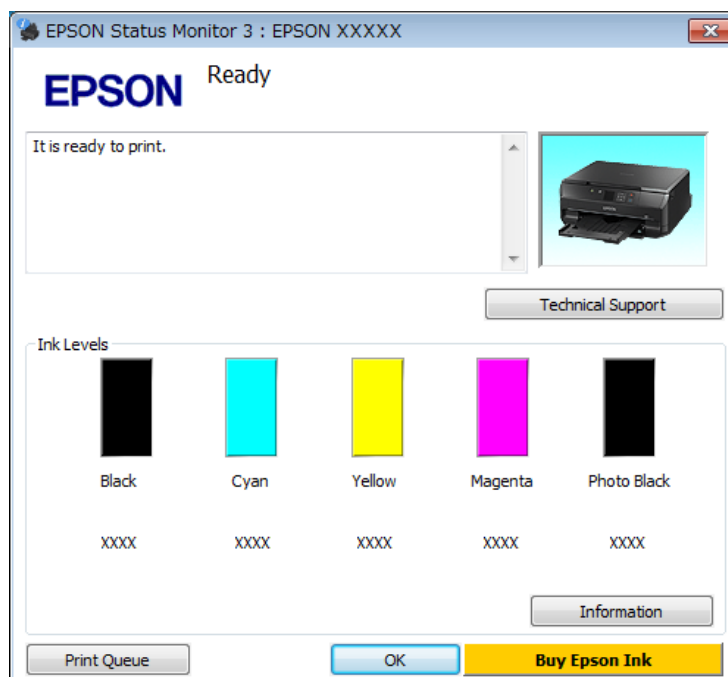 EPSON Status Monitor 3 : EPSON XXXXX
EPSON
Ready
It is ready to print.
Technical Support
Ink Levels
Black Cyan Yellow Magenta Photo Black
XXXX XXXX XXXX XXXX XXXX
Information
Print Queue OK Buy Epson Ink